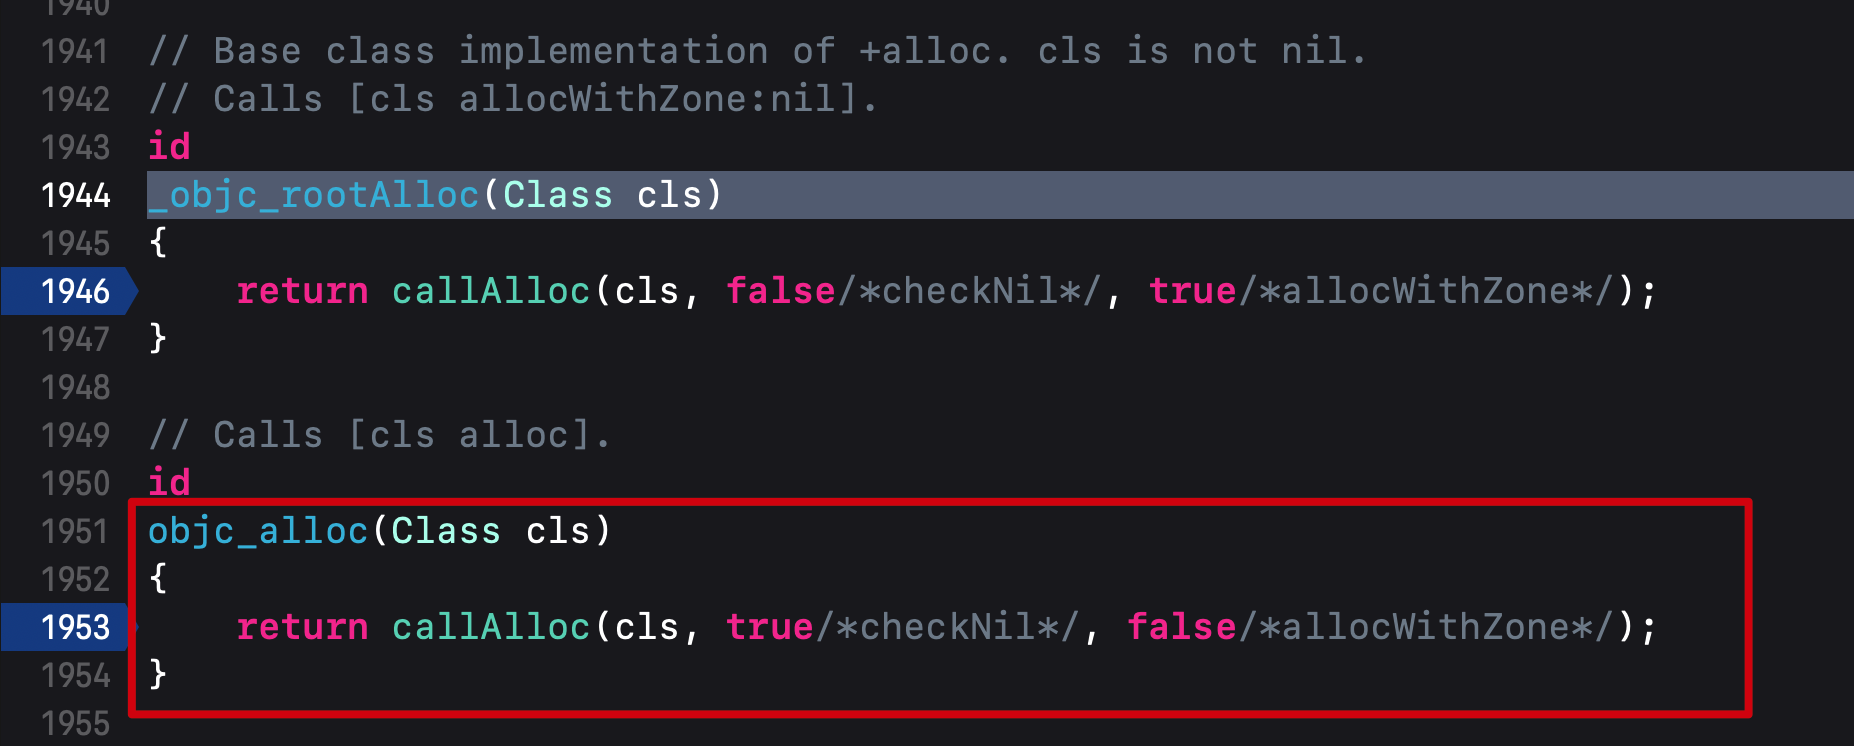 1940
1941 // Base class implementation of +alloc. cls is not nil.
1942 // Calls [cls allocWithZone:nil].
1943 id
1944 _objc_rootAlloc(Class cls)
1945 {
1946     return callAlloc(cls, false/*checkNil*/, true/*allocWithZone*/);
1947 }
1948
1949 // Calls [cls alloc].
1950 id
1951 objc_alloc(Class cls)
1952 {
1953     return callAlloc(cls, true/*checkNil*/, false/*allocWithZone*/);
1954 }
1955